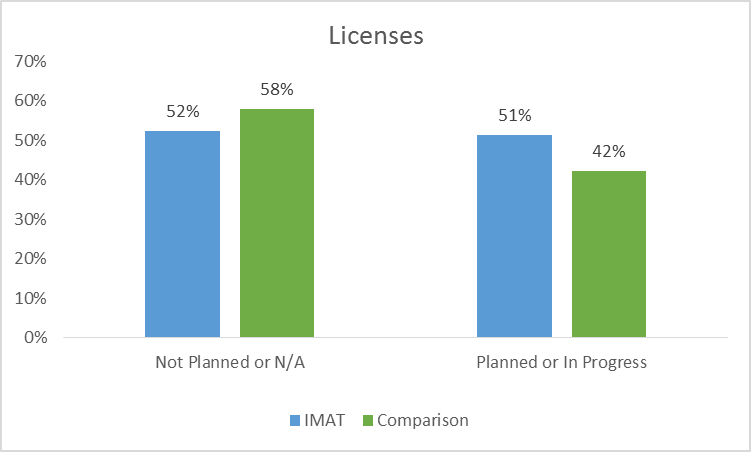 Licenses
70%
60%
50%
40%
30%
20%
10%
0%
52%
58%
51%
42%
Not Planned or N/A
Planned or In Progress
IMAT
Comparison